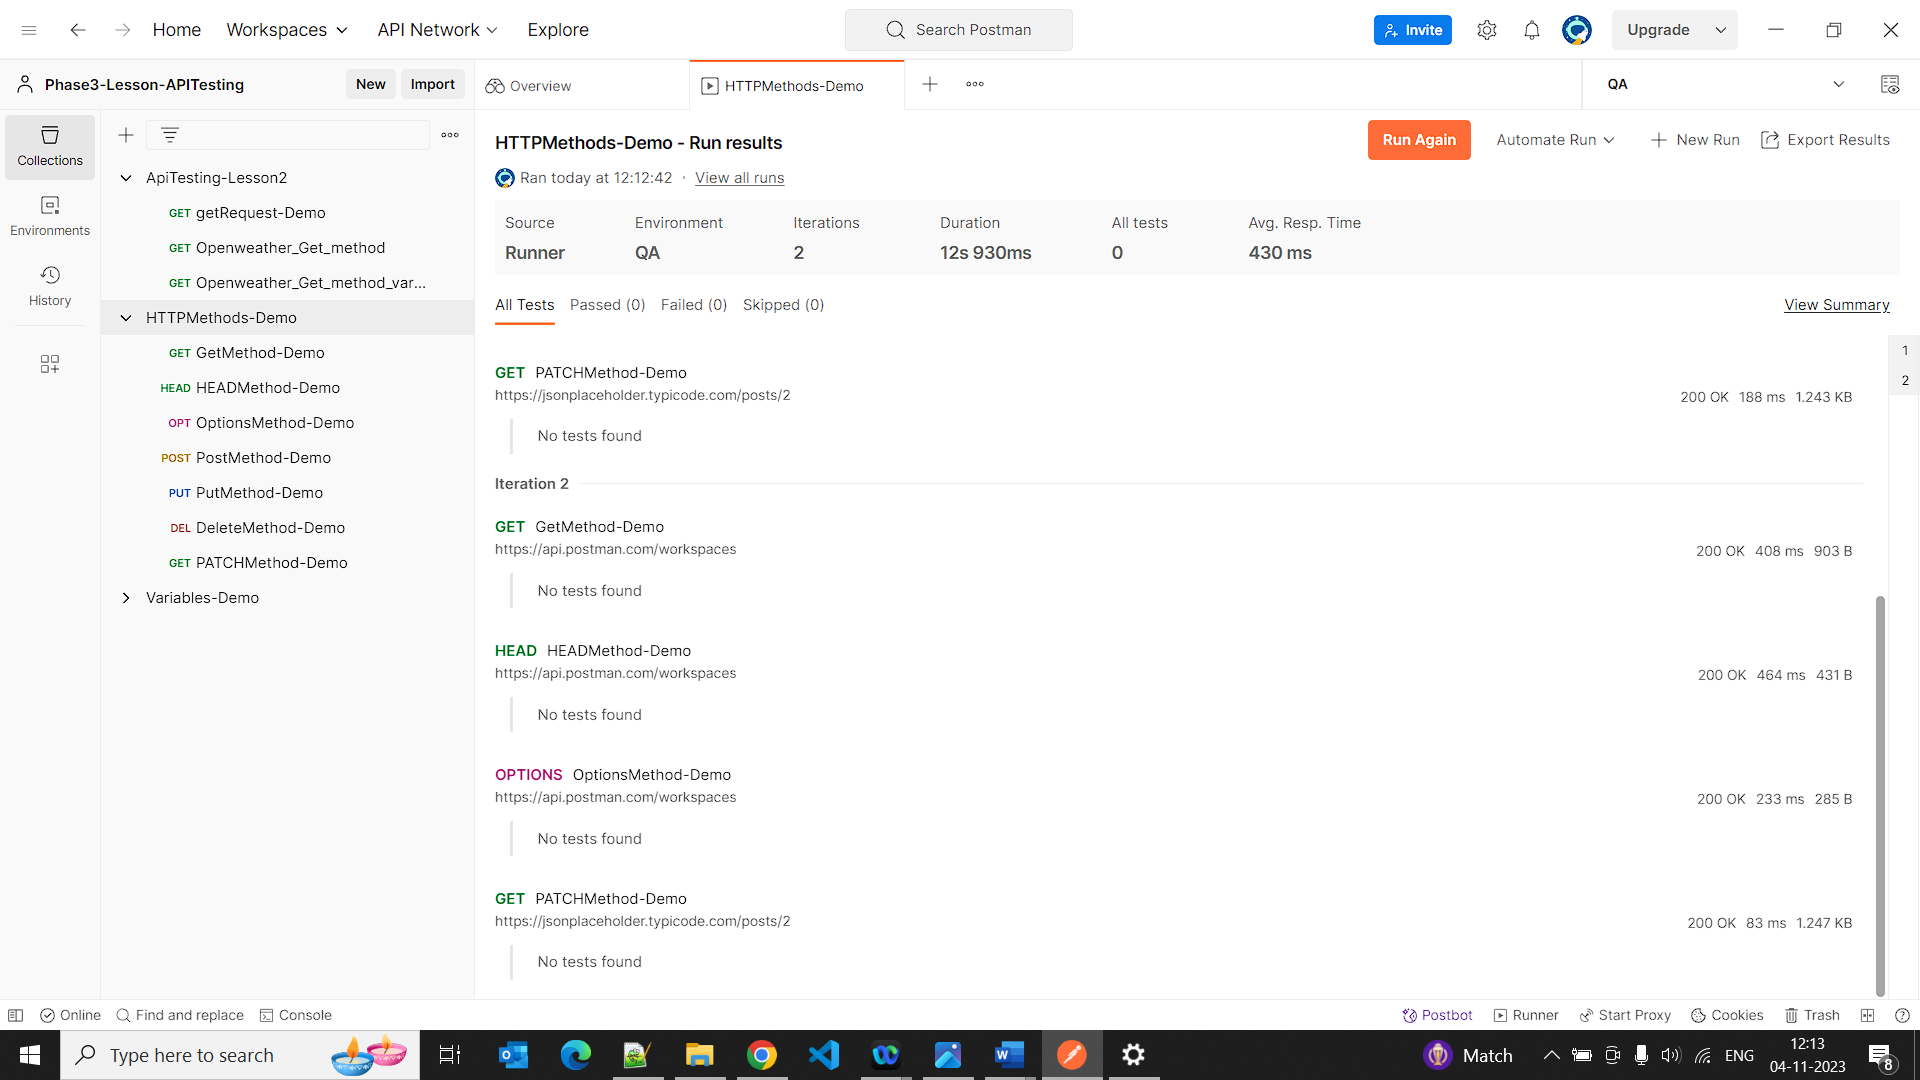 Home
Workspaces
API Network
Explore
Search Postman
Invite
Upgrade
Phase3-Lesson-APITesting
New
Import
Overview
HTTPMethods-Demo
QA
Collections
Environments
History
ApiTesting-Lesson2
GET getRequest-Demo
GET Openweather_Get_method
GET Openweather_Get_method_var...
HTTPMethods-Demo
GET GetMethod-Demo
HEAD HEADMethod-Demo
OPT OptionsMethod-Demo
POST PostMethod-Demo
PUT PutMethod-Demo
DEL DeleteMethod-Demo
GET PATCHMethod-Demo
Variables-Demo
HTTPMethods-Demo - Run results
Run Again
Automate Run
New Run
Export Results
Ran today at 12:12:42 · View all runs
Source Environment Iterations Duration All tests Avg. Resp. Time
Runner QA 2 12s 930ms 0 430 ms
All Tests Passed (0) Failed (0) Skipped (0) View Summary
1
2
GET PATCHMethod-Demo
https://jsonplaceholder.typicode.com/posts/2
200 OK 188 ms 1.243 KB
No tests found
Iteration 2
GET GetMethod-Demo
https://api.postman.com/workspaces
200 OK 408 ms 903 B
No tests found
HEAD HEADMethod-Demo
https://api.postman.com/workspaces
200 OK 464 ms 431 B
No tests found
OPTIONS OptionsMethod-Demo
https://api.postman.com/workspaces
200 OK 233 ms 285 B
No tests found
GET PATCHMethod-Demo
https://jsonplaceholder.typicode.com/posts/2
200 OK 83 ms 1.247 KB
No tests found
Online Find and replace Console
Postbot Runner Start Proxy Cookies Trash
Type here to search
Match
ENG
12:13
04-11-2023
8